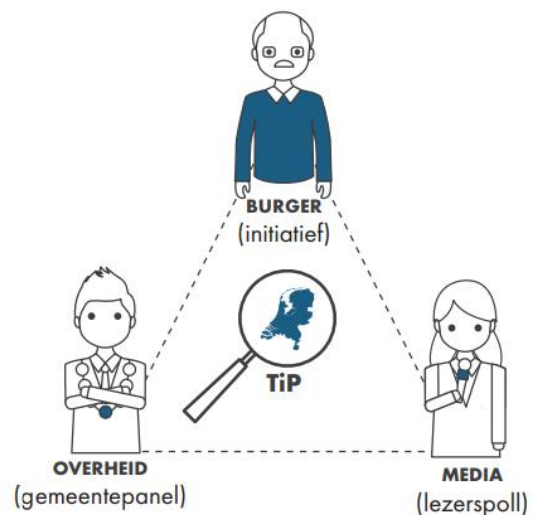 BURGER
(initiatief)
TiP
OVERHEID
(gemeentepanel)
MEDIA
(lezerspoll)